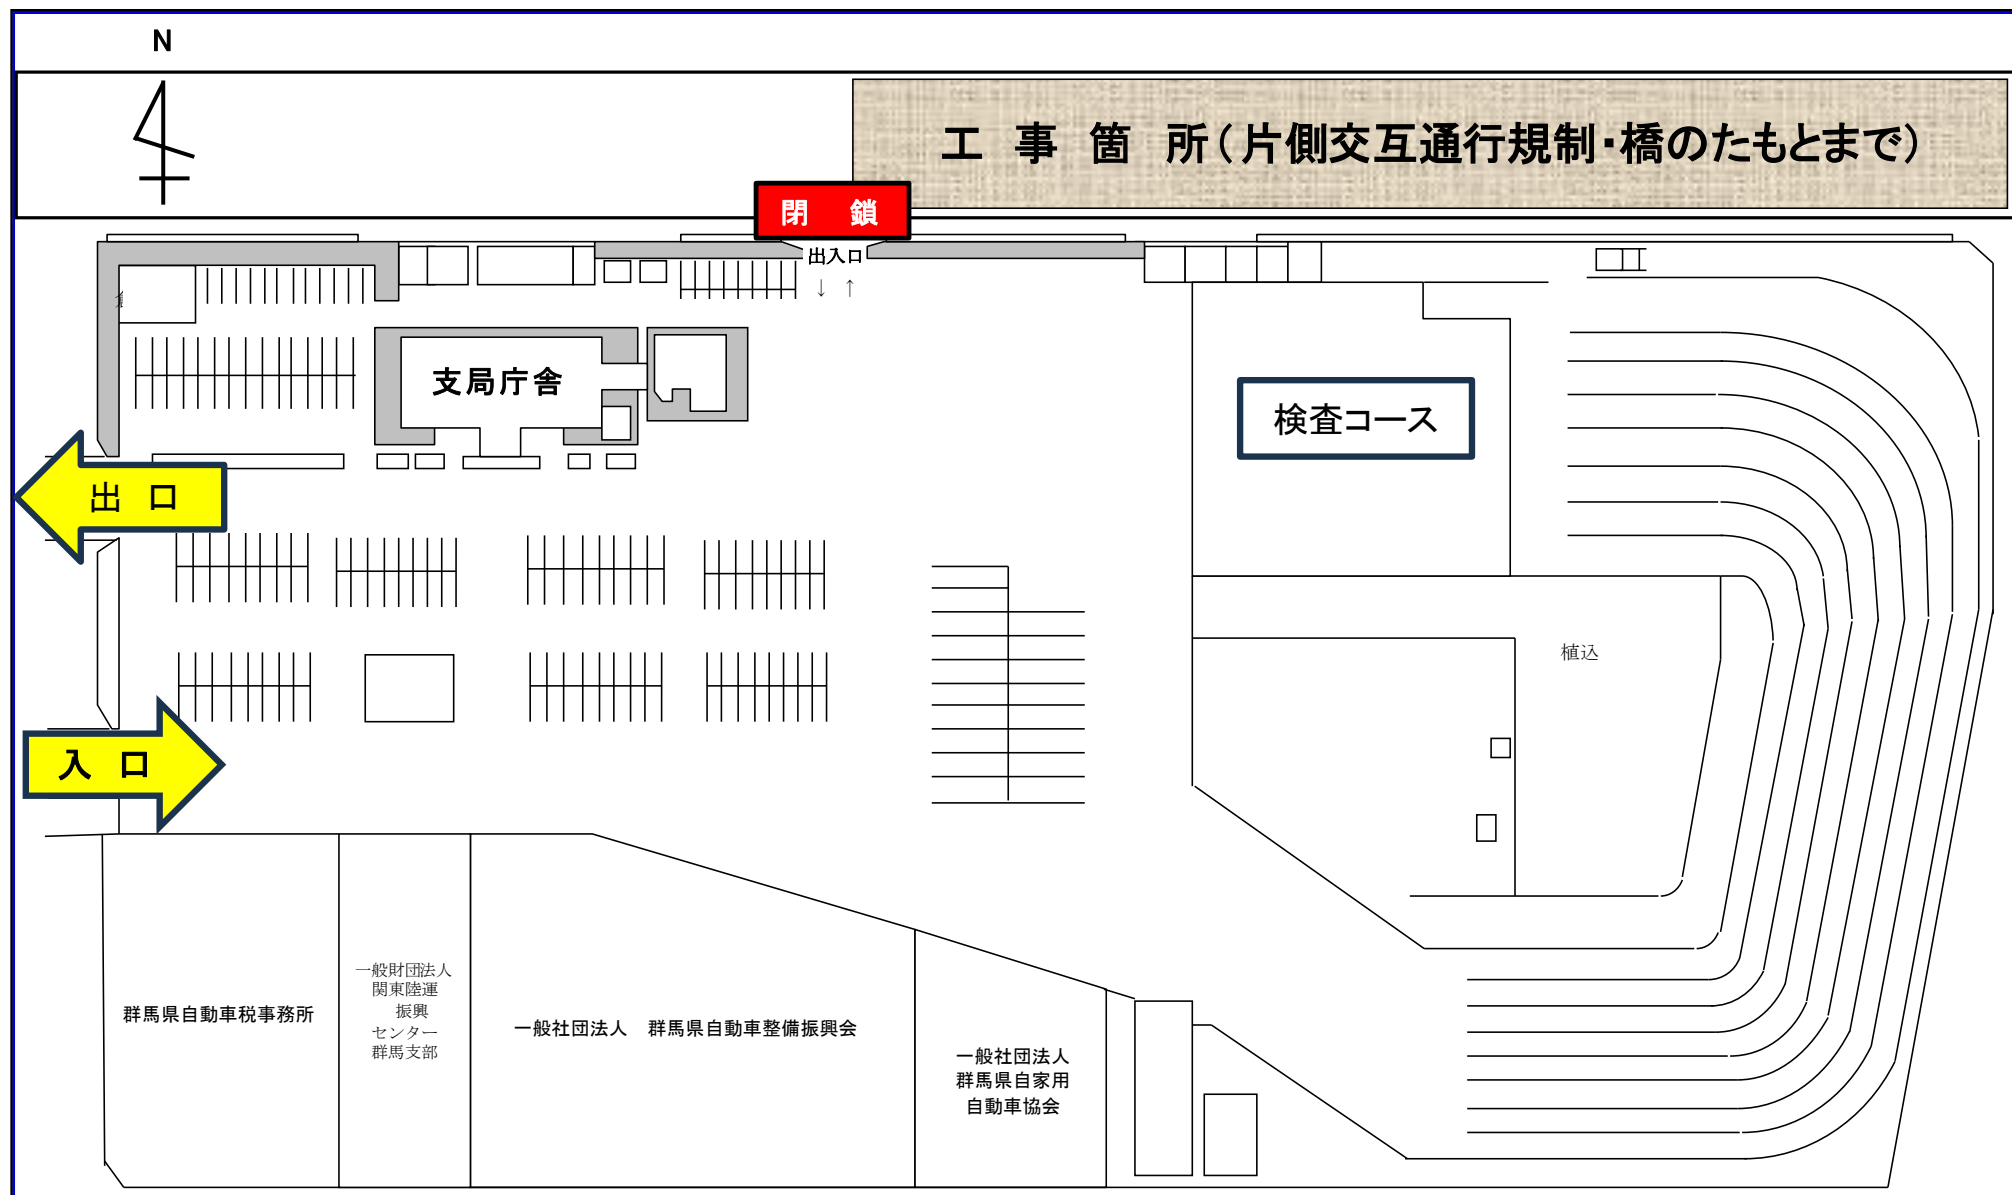 N
工　事　箇　所（片側交互通行規制・橋のたもとまで）
閉　鎖
出入口
↓ ↑
支局庁舎
検査コース
出　口
植込
入　口
群馬県自動車税事務所
一般財団法人
関東陸運
振興
センター
群馬支部
一般社団法人　群馬県自動車整備振興会
一般社団法人
群馬県自家用
自動車協会